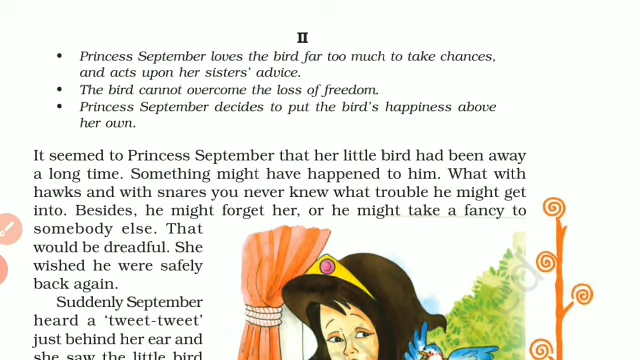 II
• Princess September loves the bird far too much to take chances,
and acts upon her sisters' advice.
• The bird cannot overcome the loss of freedom.
• Princess September decides to put the bird's happiness above
her own.
It seemed to Princess September that her little bird had been away
a long time. Something might have happened to him. What with
hawks and with snares you never knew what trouble he might get
into. Besides, he might forget her, or he might take a fancy to
somebody else. That
would be dreadful. She
wished he were safely
back again.
Suddenly September
heard a 'tweet-tweet'
just behind her ear and
she saw the little bird